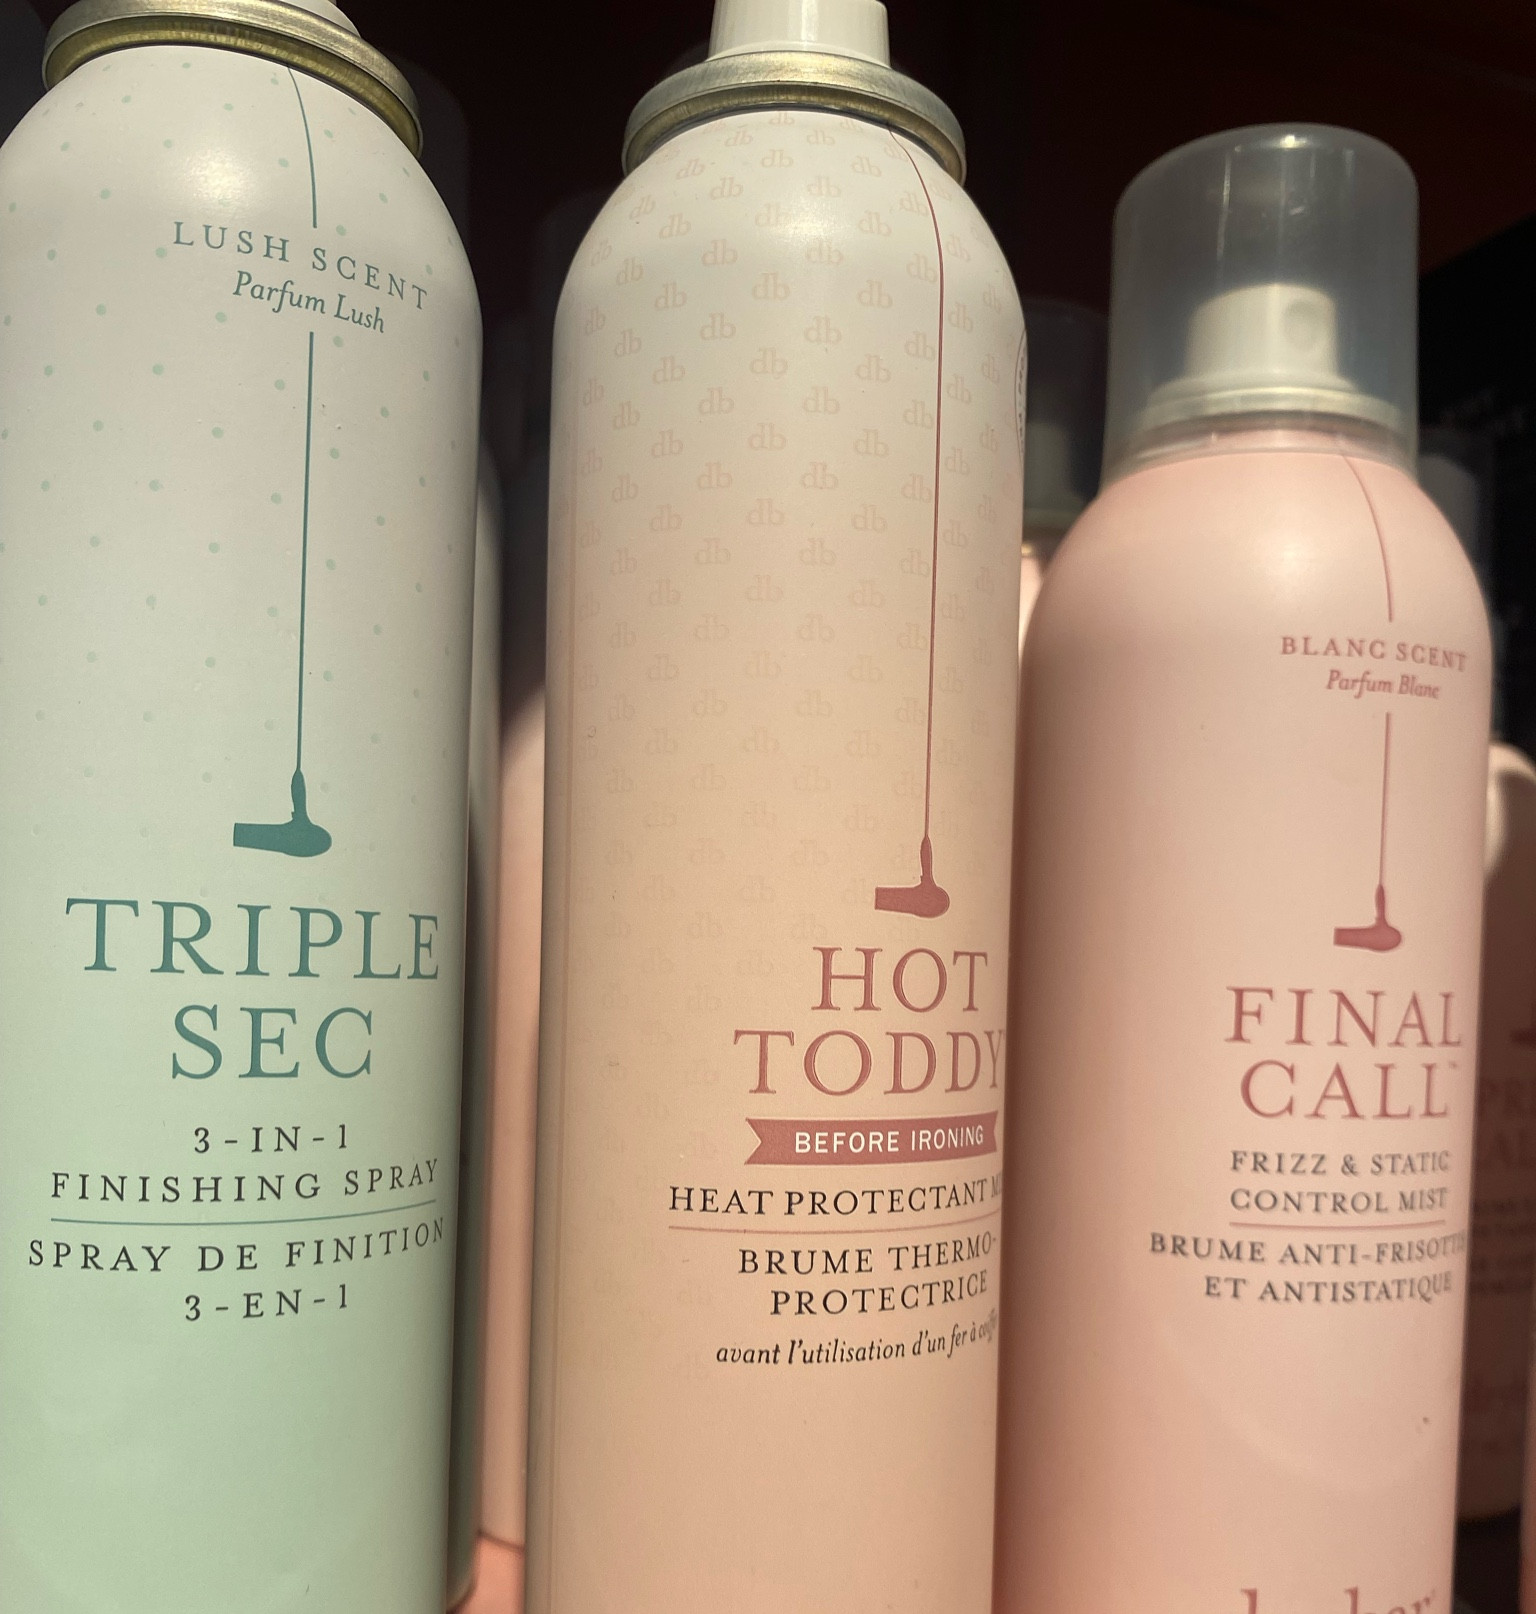 LUSH SCENT
Parfum Lush
TRIPLE
SEC
3-IN-1
FINISHING SPRAY
SPRAY DE FINITION
3-EN-1
HOT
TODDY
BEFORE IRONING
HEAT PROTECTANT
BRUME THERMO-
PROTECTRICE
avant l'utilisation d'un fer à
BLANC SCENT
Parfum Blanc
FINAL
CALL™
FRIZZ & STATIC
CONTROL MIST
BRUME ANTI-FRISOTTIS
ET ANTISTATIQUE